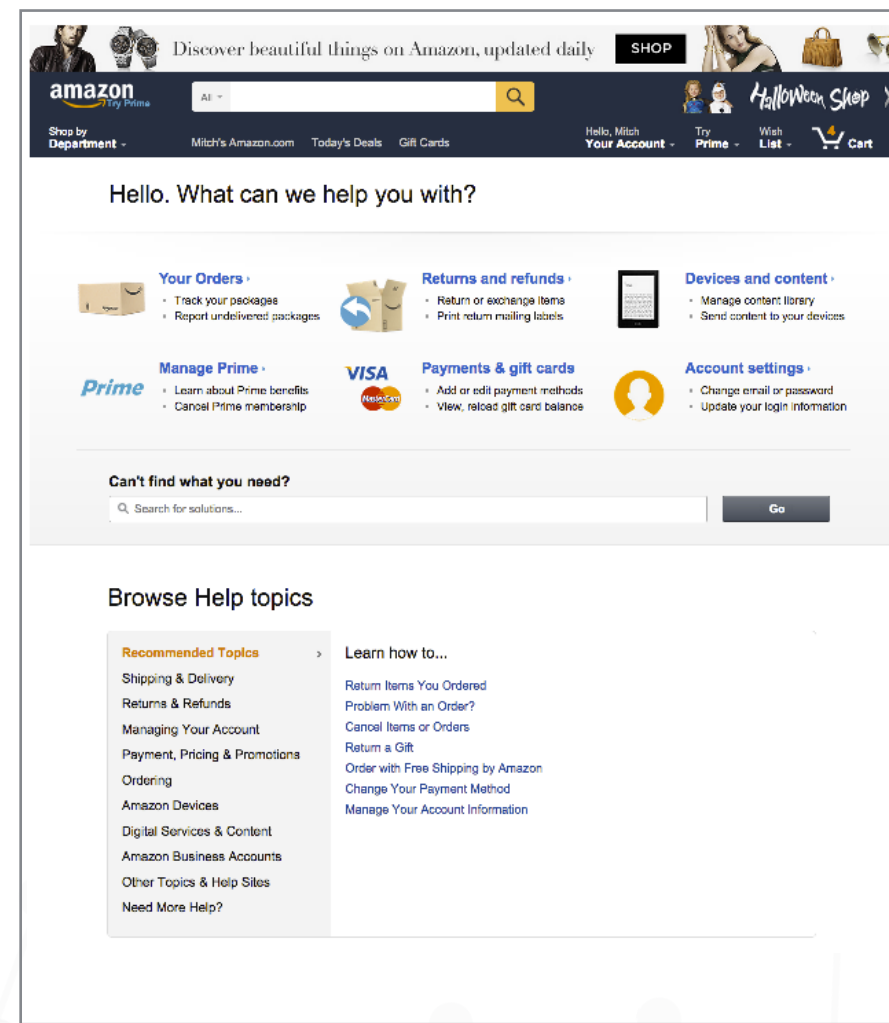 Discover beautiful things on Amazon, updated daily SHOP
amazon
Try Prime
All
Halloween Shop
Shop by
Department
Mitch's Amazon.com Today's Deals Gift Cards
Hello, Mitch
Your Account
Try
Prime
Wish
List
4
Cart
Hello. What can we help you with?
Your Orders
Track your packages
Report undelivered packages
Returns and refunds
Return or exchange items
Print return mailing labels
Devices and content
Manage content library
Send content to your devices
Prime
Manage Prime
Learn about Prime benefits
Cancel Prime membership
VISA
MasterCard
Payments & gift cards
Add or edit payment methods
View, reload gift card balance
Account settings
Change email or password
Update your login information
Can't find what you need?
Search for solutions...
Go
Browse Help topics
Recommended Topics
Shipping & Delivery
Returns & Refunds
Managing Your Account
Payment, Pricing & Promotions
Ordering
Amazon Devices
Digital Services & Content
Amazon Business Accounts
Other Topics & Help Sites
Need More Help?
Learn how to...
Return Items You Ordered
Problem With an Order?
Cancel Items or Orders
Return a Gift
Order with Free Shipping by Amazon
Change Your Payment Method
Manage Your Account Information